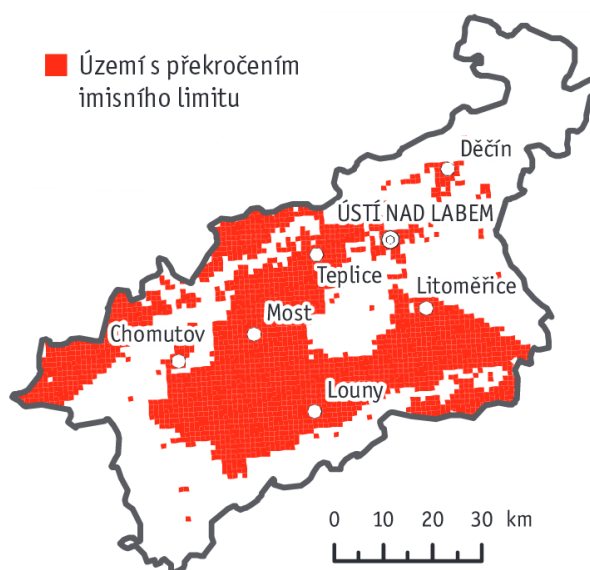 Území s překročením
imisního limitu
Děčín
ÚSTÍ NAD LABEM
Teplice
Litoměřice
Most
Chomutov
Louny
0 10 20 30 km